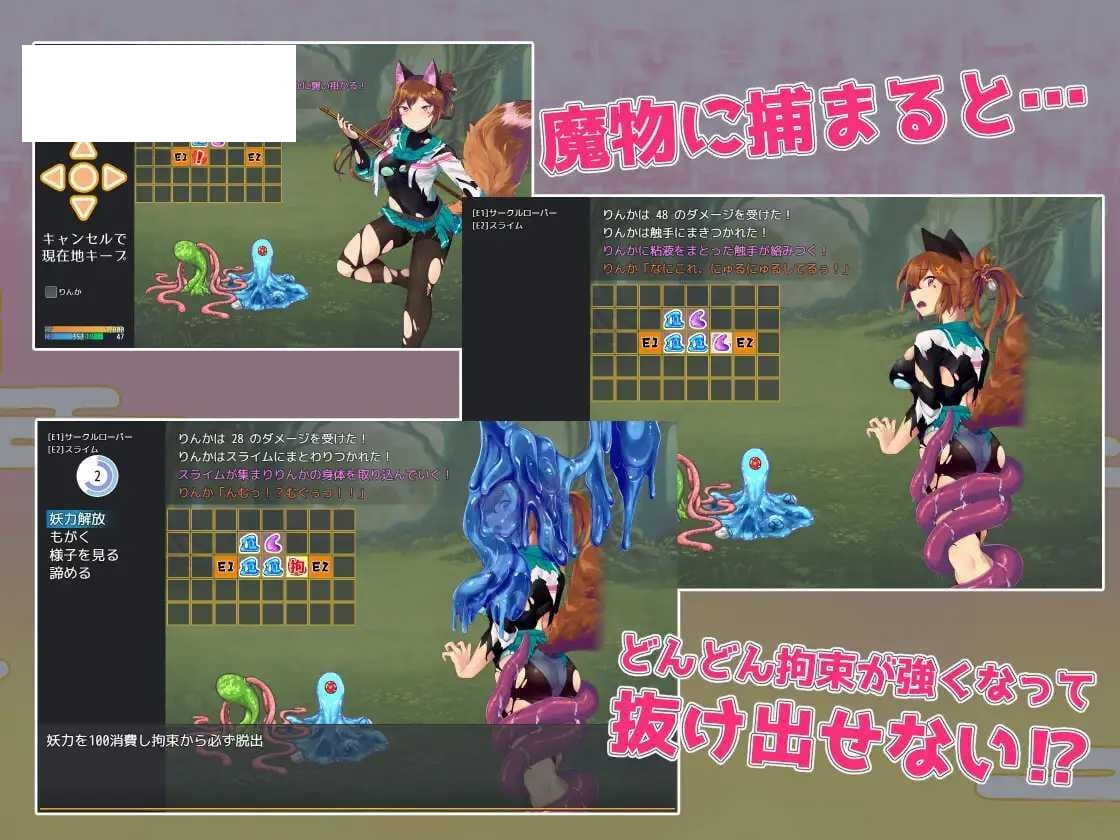 魔物に捕まると…
に襲い掛かる！
E1
E2
キャンセルで
現在地キープ
りんか
47
[E1]サークルローパー
[E2]スライム
りんかは 48 のダメージを受けた！
りんかは触手にまきつかれた！
りんかに粘液をまとった触手が絡みつく！
りんか「なにこれ、にゅるにゅるしてるぅ！」
E1
E2
[E1]サークルローパー
[E2]スライム
2
妖力解放
もがく
様子を見る
諦める
りんかは 28 のダメージを受けた！
りんかはスライムにまとわりつかれた！
スライムが集まりりんかの身体を取り込んでいく！
りんか「んむっ！？むぐぅっ！！」
E1
拘
E2
妖力を100消費し拘束から必ず脱出
どんどん拘束が強くなって
抜け出せない!?